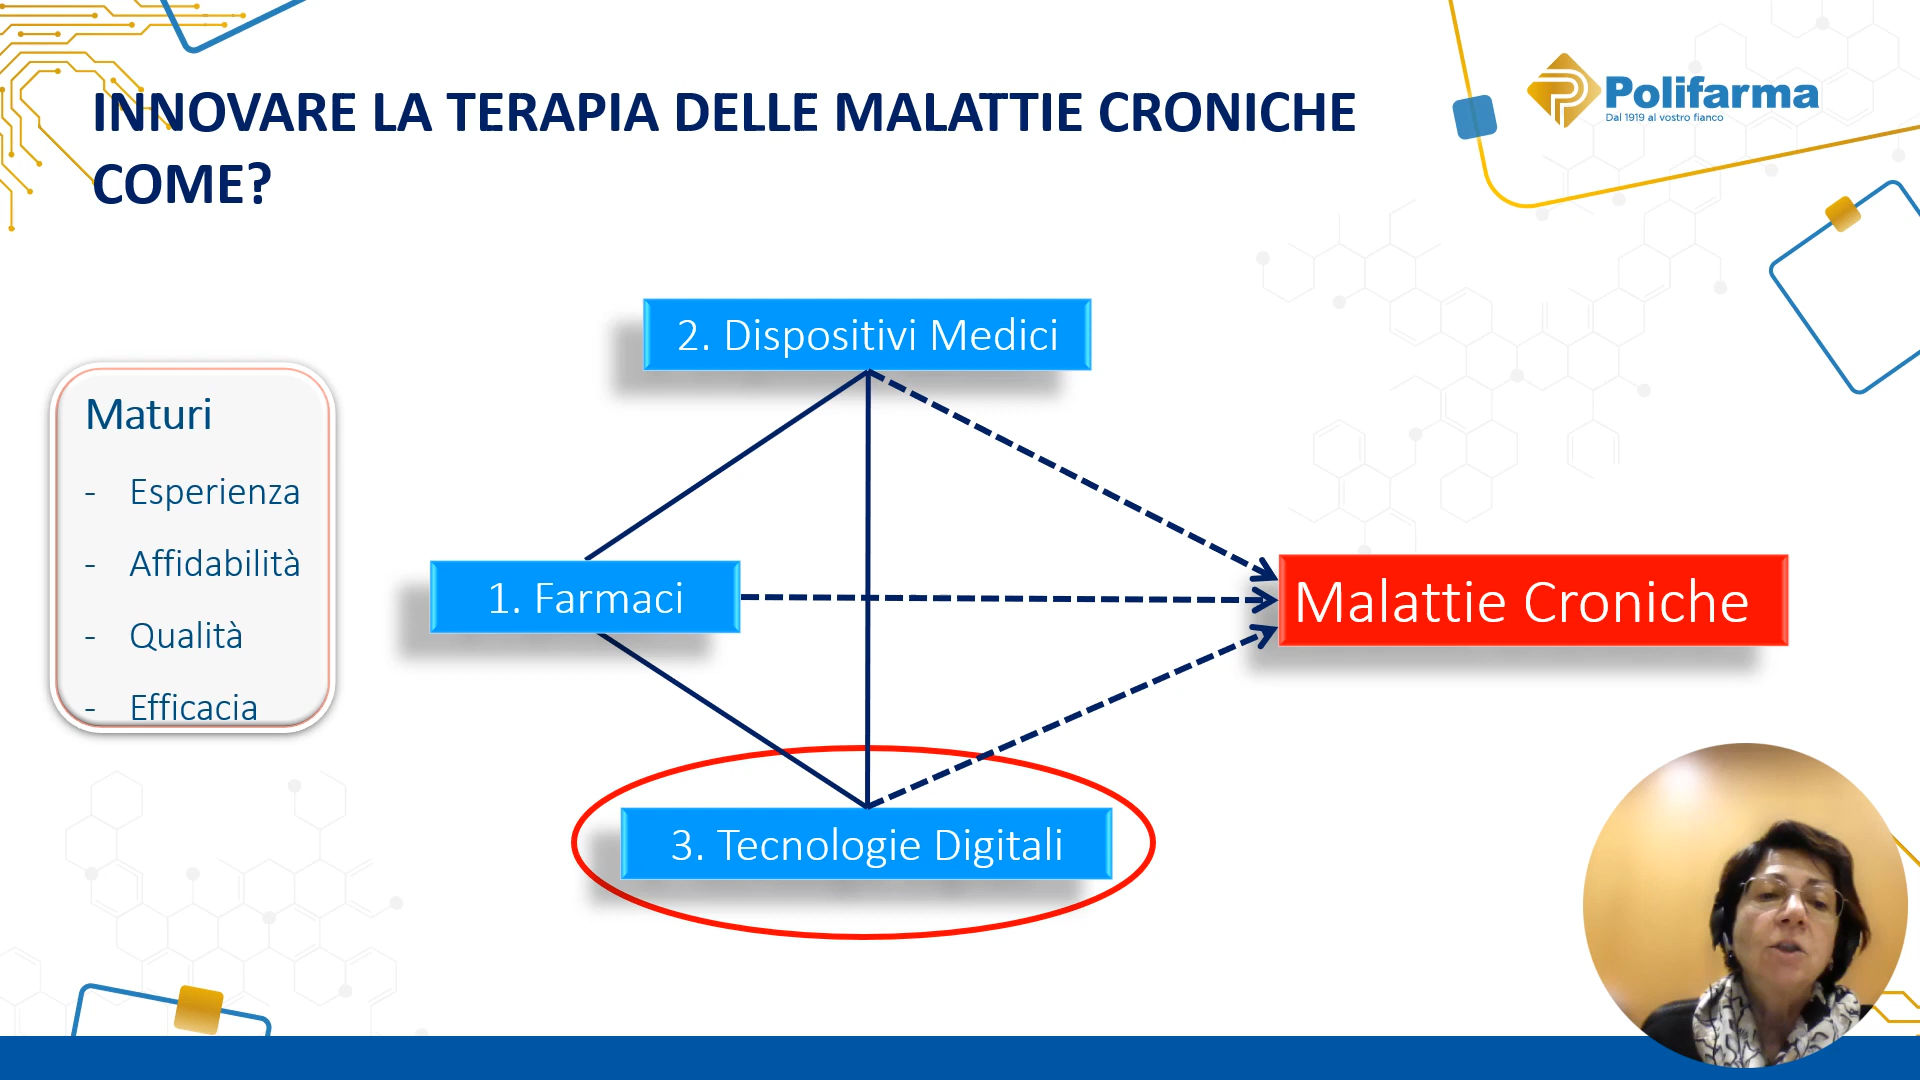 INNOVARE LA TERAPIA DELLE MALATTIE CRONICHE
COME?
Polifarma
Dal 1919 al vostro fianco
2. Dispositivi Medici
Maturi
- Esperienza
- Affidabilità
- Qualità
- Efficacia
1. Farmaci
Malattie Croniche
3. Tecnologie Digitali